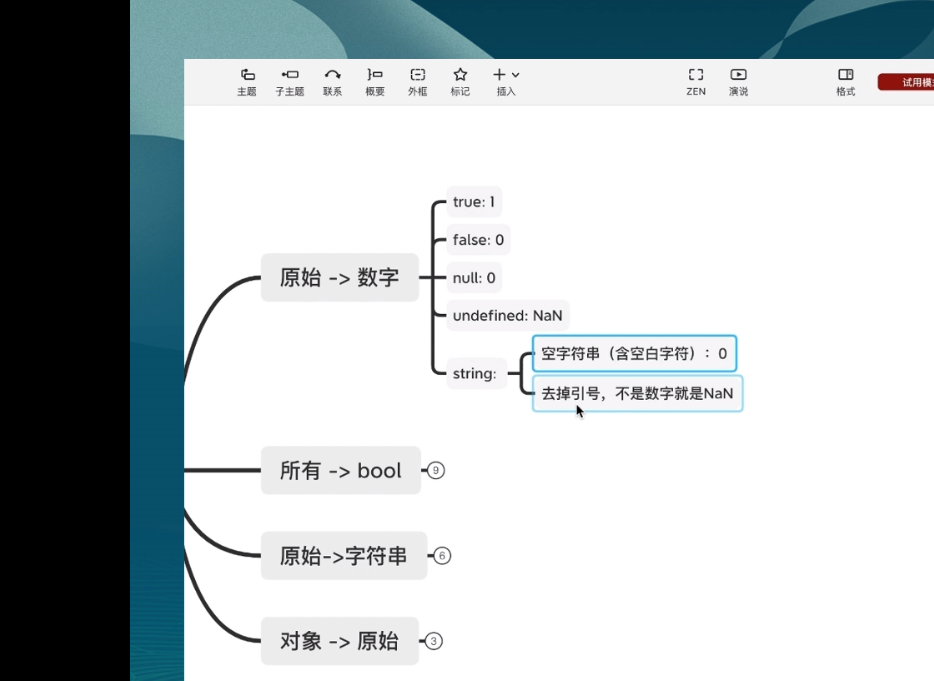 主题
子主题
联系
概要
外框
标记
插入
ZEN
演说
格式
试用模
true: 1
false: 0
原始 -> 数字
null: 0
undefined: NaN
空字符串（含空白字符）：0
string:
去掉引号，不是数字就是NaN
所有 -> bool
9
原始->字符串
6
对象 -> 原始
3